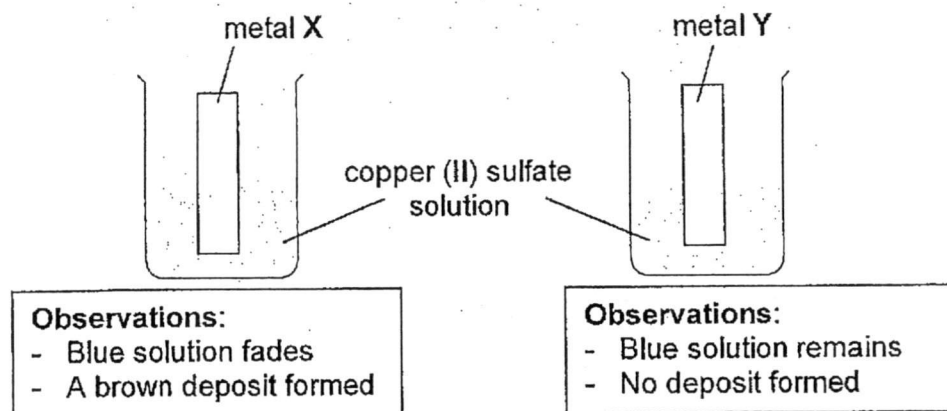 metal X
metal Y
copper (II) sulfate
solution
Observations:
- Blue solution fades
- A brown deposit formed
Observations:
- Blue solution remains
- No deposit formed